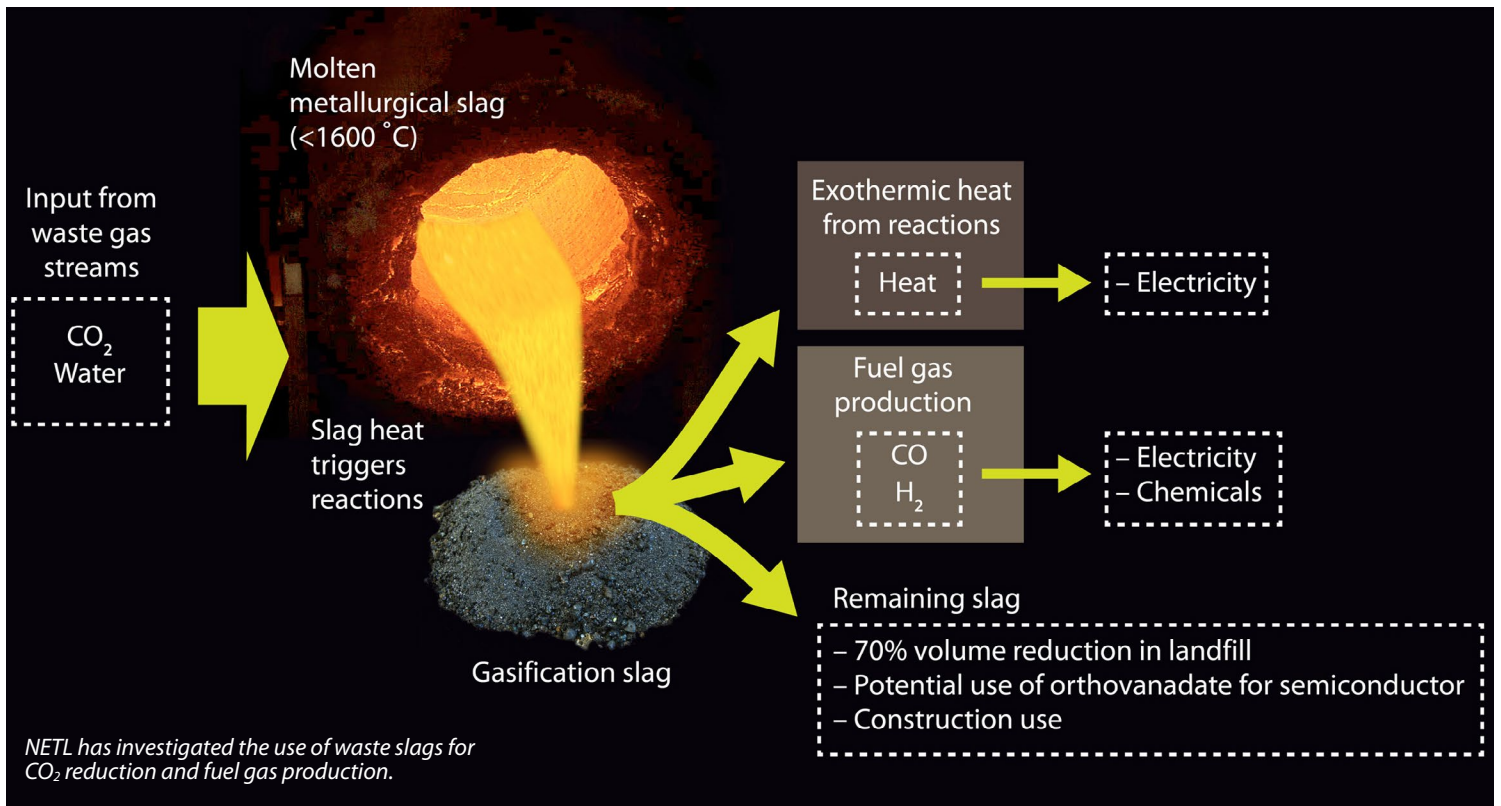 Molten
metallurgical slag
(<1600 ˚C)
Input from
waste gas
streams
CO₂
Water
Slag heat
triggers
reactions
Gasification slag
Exothermic heat
from reactions
Heat
– Electricity
Fuel gas
production
CO
H₂
– Electricity
– Chemicals
Remaining slag
– 70% volume reduction in landfill
– Potential use of orthovanadate for semiconductor
– Construction use
NETL has investigated the use of waste slags for
CO₂ reduction and fuel gas production.